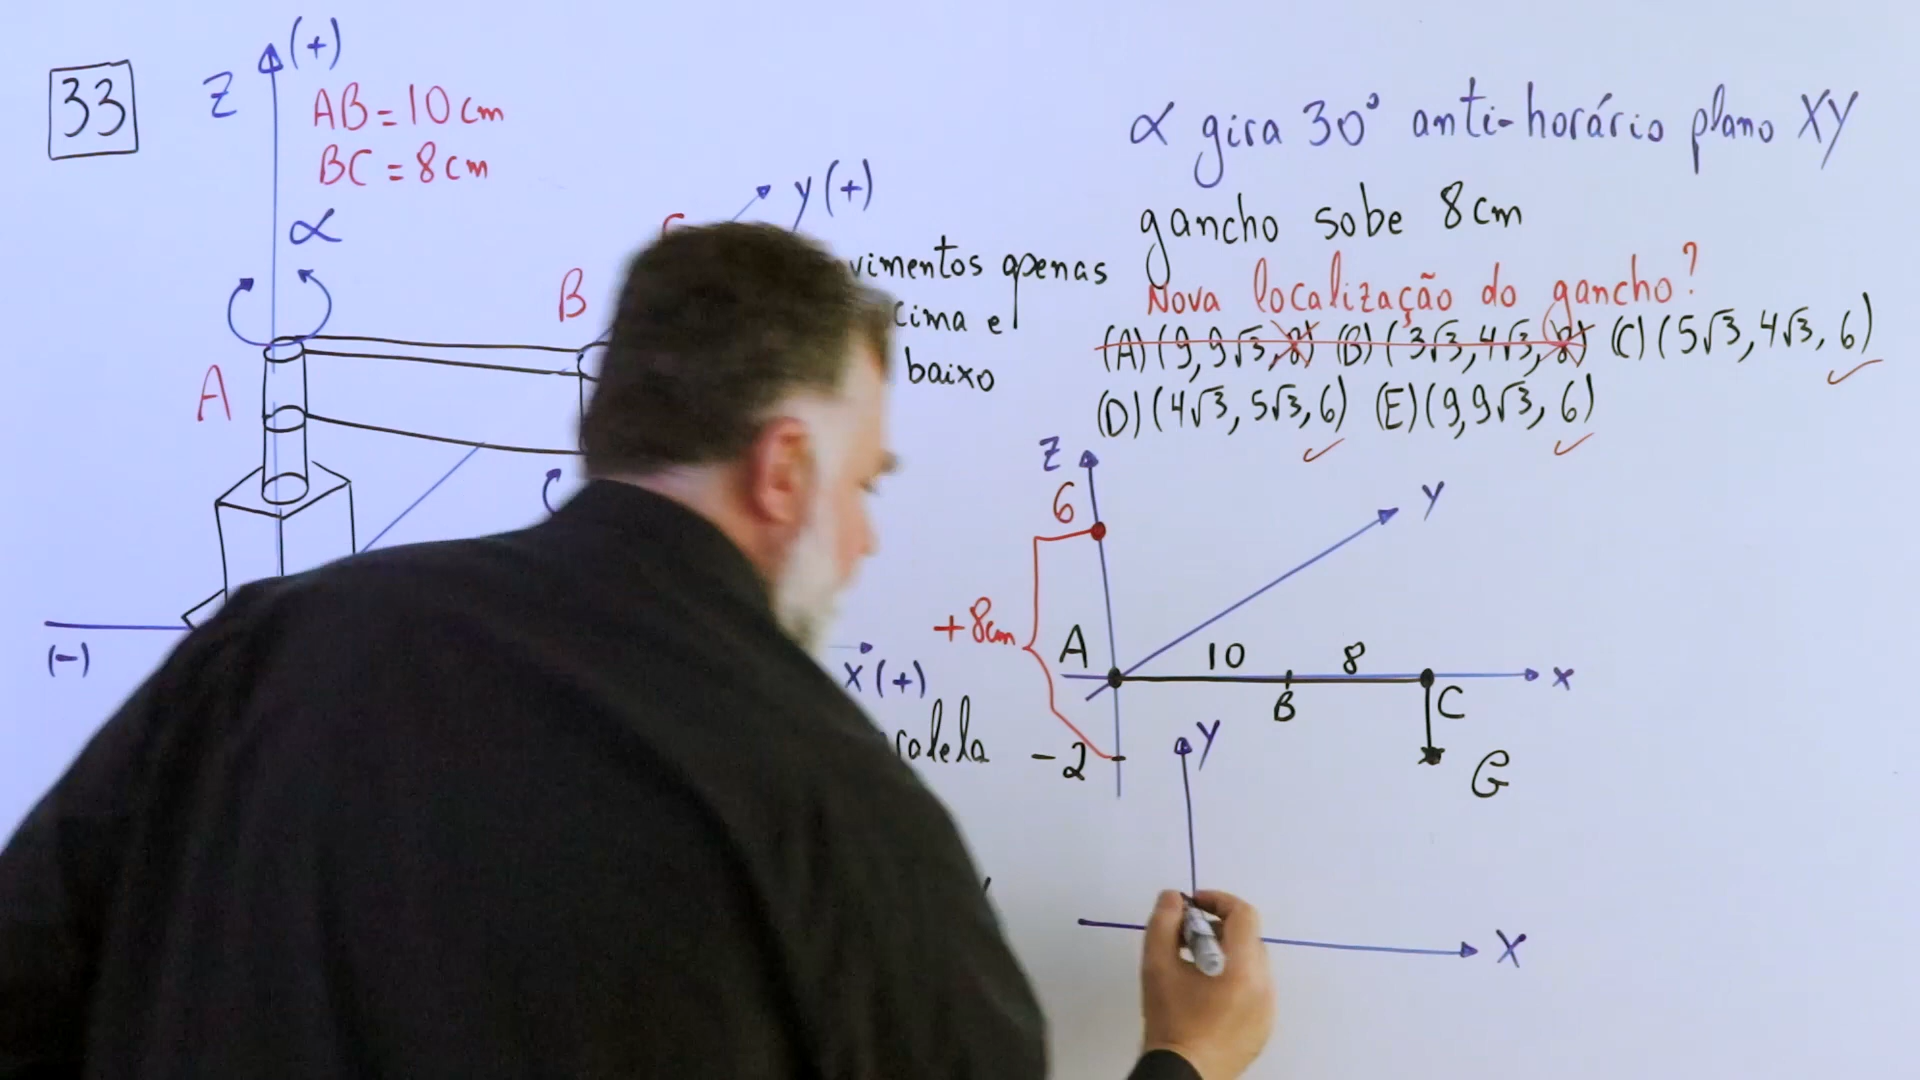 33
Z (+)
AB = 10 cm
BC = 8 cm
α
y (+)
B
A
(-)
x (+)
apenas
cima e
baixo
α gira 30° anti-horário plano XY
gancho sobe 8 cm
Nova localização do gancho?
(A) (9, 9√3, 8) (B) (3√3, 4√3, 8) (C) (5√3, 4√3, 6)
(D) (4√3, 5√3, 6) (E) (9, 9√3, 6)
Z
6
Y
+8cm
A
10
8
x
B
C
-2
G
Y
X